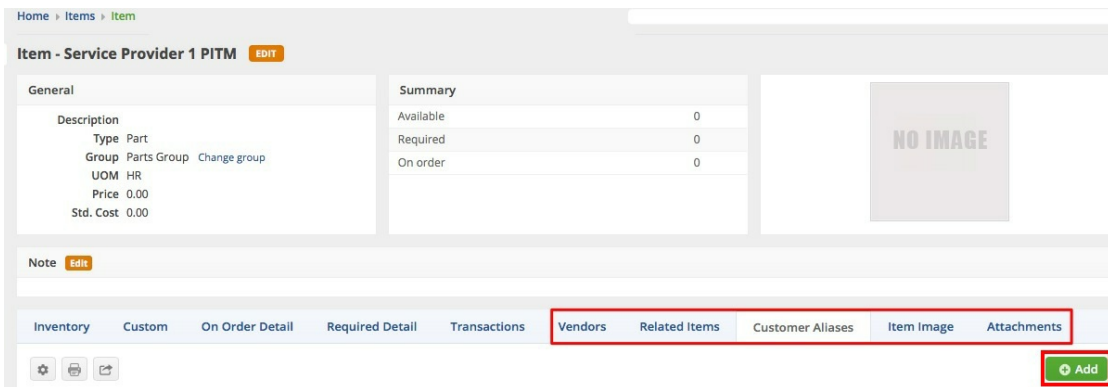 Home › Items › Item
Item - Service Provider 1 PITM EDIT
General
Description
Type Part
Group Parts Group Change group
UOM HR
Price 0.00
Std. Cost 0.00
Summary
Available 0
Required 0
On order 0
NO IMAGE
Note Edit
Inventory Custom On Order Detail Required Detail Transactions Vendors Related Items Customer Aliases Item Image Attachments
Add